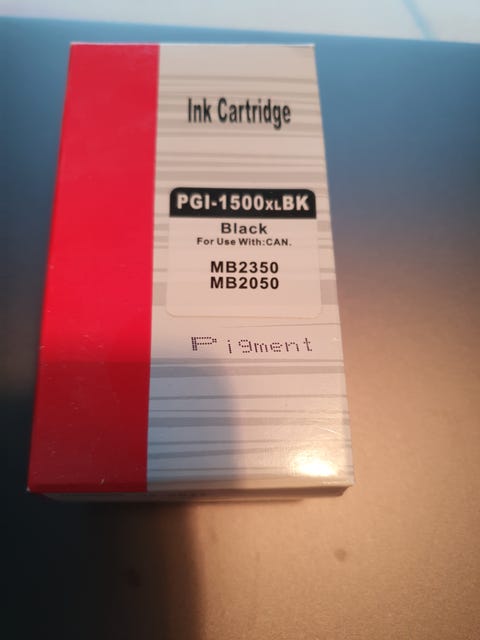 Ink Cartridge
PGI-1500XLBK
Black
For Use With:CAN.
MB2350
MB2050
Pigment